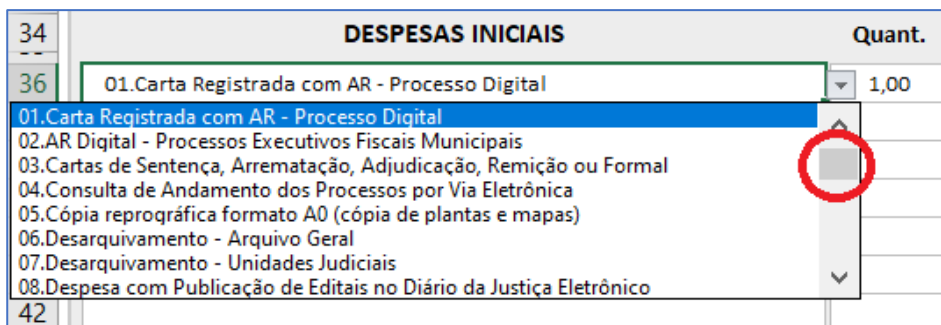 34 DESPESAS INICIAIS Quant.
36 01.Carta Registrada com AR - Processo Digital 1,00
01.Carta Registrada com AR - Processo Digital
02.AR Digital - Processos Executivos Fiscais Municipais
03.Cartas de Sentença, Arrematação, Adjudicação, Remição ou Formal
04.Consulta de Andamento dos Processos por Via Eletrônica
05.Cópia reprográfica formato A0 (cópia de plantas e mapas)
06.Desarquivamento - Arquivo Geral
07.Desarquivamento - Unidades Judiciais
08.Despesa com Publicação de Editais no Diário da Justiça Eletrônico
42